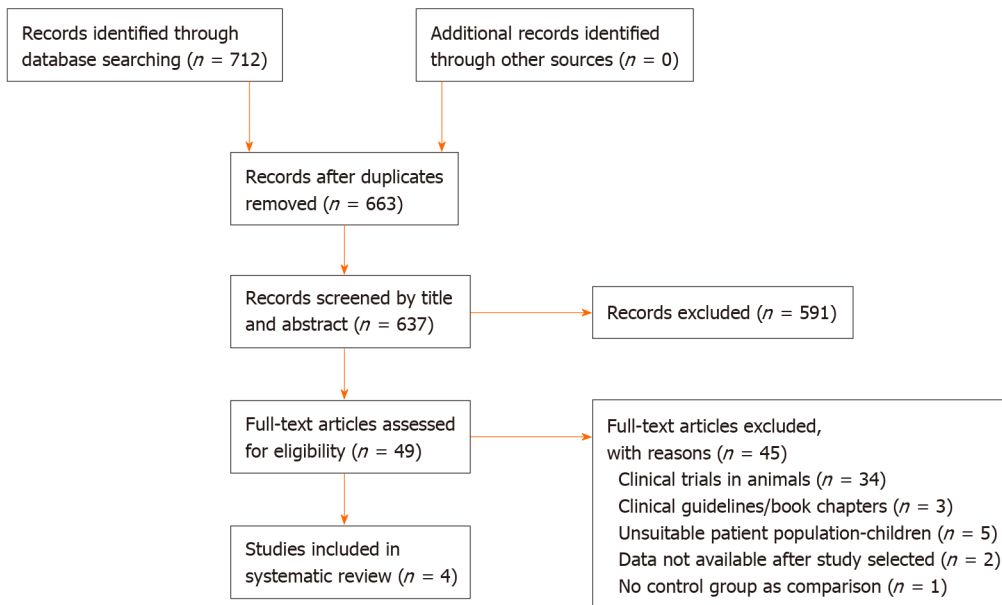 Records identified through
database searching (n = 712)
Additional records identified
through other sources (n = 0)
Records after duplicates
removed (n = 663)
Records screened by title
and abstract (n = 637)
Records excluded (n = 591)
Full-text articles assessed
for eligibility (n = 49)
Full-text articles excluded,
with reasons (n = 45)
Clinical trials in animals (n = 34)
Clinical guidelines/book chapters (n = 3)
Unsuitable patient population-children (n = 5)
Data not available after study selected (n = 2)
No control group as comparison (n = 1)
Studies included in
systematic review (n = 4)